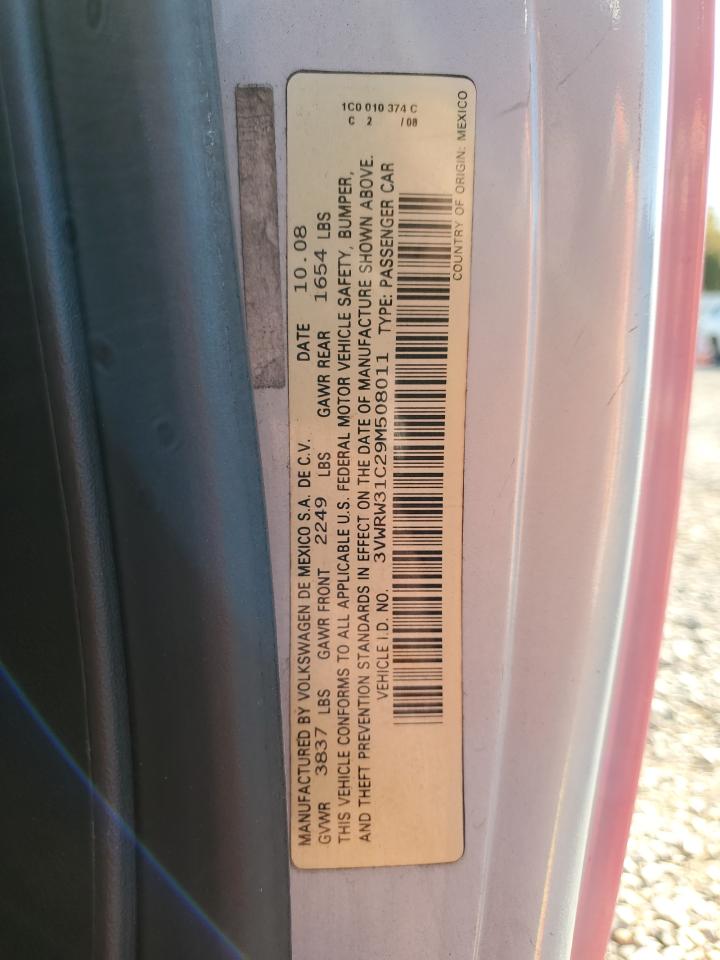 MANUFACTURED BY VOLKSWAGEN DE MEXICO S.A. DE C.V. DATE 10.08
GVWR 3837 LBS GAWR FRONT 2249 LBS GAWR REAR 1654 LBS
THIS VEHICLE CONFORMS TO ALL APPLICABLE U.S. FEDERAL MOTOR VEHICLE SAFETY, BUMPER,
AND THEFT PREVENTION STANDARDS IN EFFECT ON THE DATE OF MANUFACTURE SHOWN ABOVE.
VEHICLE I.D. NO. 3VWRW31C29M508011 TYPE: PASSENGER CAR
COUNTRY OF ORIGIN: MEXICO
1C0 010 374 C
C 2 /08